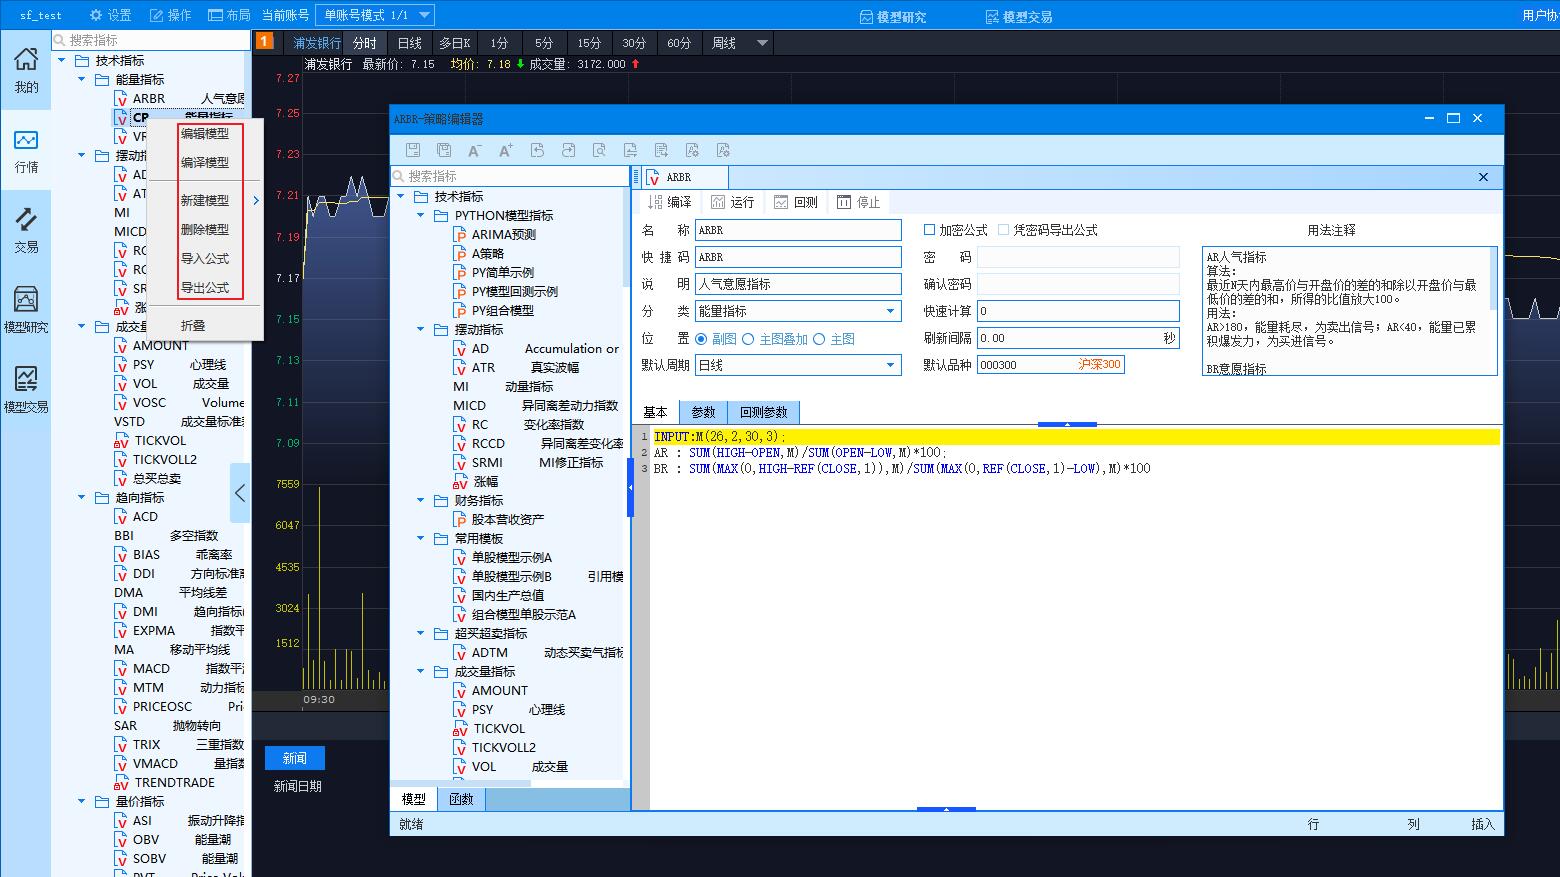 sf_test 设置 操作 布局 当前账号 单账号模式 1/1 模型研究 模型交易 用户协
我的
行情
交易
模型研究
模型交易
搜索指标
技术指标
能量指标
ARBR 人气意愿
CR 能量指标
VR
摆动指
AD
AT
MI
MICD
RC
RC
SR
涨
成交量
AMOUNT
PSY 心理线
VOL 成交量
VOSC Volume
VSTD 成交量标准差
TICKVOL
TICKVOLL2
总买总卖
趋向指标
ACD
BBI 多空指数
BIAS 乖离率
DDI 方向标准离
DMA 平均线差
DMI 趋向指标
EXPMA 指数平
MA 移动平均线
MACD 指数平滑
MTM 动力指标
PRICEOSC Pri
SAR 抛物转向
TRIX 三重指数
VMACD 量指数
TRENDTRADE
量价指标
ASI 振动升降指
OBV 能量潮
SOBV 能量潮
PVT Price Vol
编辑模型
编译模型
新建模型
删除模型
导入公式
导出公式
折叠
1 浦发银行 分时 日线 多日K 1分 5分 15分 30分 60分 周线
浦发银行 最新价: 7.15 均价: 7.18 成交量: 3172.000
7.27
7.25
7.23
7.21
7.19
7.17
7.15
7.13
7.11
7.09
7559
6047
4535
3024
1512
09:30
新闻
新闻日期
ARBR-策略编辑器
搜索指标
技术指标
PYTHON模型指标
ARIMA预测
A策略
PY简单示例
PY模型回测示例
PY组合模型
摆动指标
AD Accumulation or
ATR 真实波幅
MI 动量指标
MICD 异同离差动力指数
RC 变化率指数
RCCD 异同离差变化率
SRMI MI修正指标
涨幅
财务指标
股本营收资产
常用模板
单股模型示例A
单股模型示例B 引用模
国内生产总值
组合模型单股示范A
超买超卖指标
ADTM 动态买卖气指标
成交量指标
AMOUNT
PSY 心理线
TICKVOL
TICKVOLL2
VOL 成交量
模型 函数
就绪
ARBR
编译 运行 回测 停止
名 称 ARBR
快 捷 码 ARBR
说 明 人气意愿指标
分 类 能量指标
位 置 副图 主图叠加 主图
默认周期 日线
加密公式 凭密码导出公式
密 码
确认密码
快速计算 0
刷新间隔 0.00 秒
默认品种 000300 沪深300
用法注释
AR人气指标
算法：
最近N天内最高价与开盘价的差的和除以开盘价与最
低价的差的和，所得的比值放大100。
用法：
AR>180，能量耗尽，为卖出信号；AR<40，能量已累
积爆发力，为买进信号。
BR意愿指标
基本 参数 回测参数
1 INPUT:M(26,2,30,3);
2 AR : SUM(HIGH-OPEN,M)/SUM(OPEN-LOW,M)*100;
3 BR : SUM(MAX(0,HIGH-REF(CLOSE,1)),M)/SUM(MAX(0,REF(CLOSE,1)-LOW),M)*100
行 列 插入